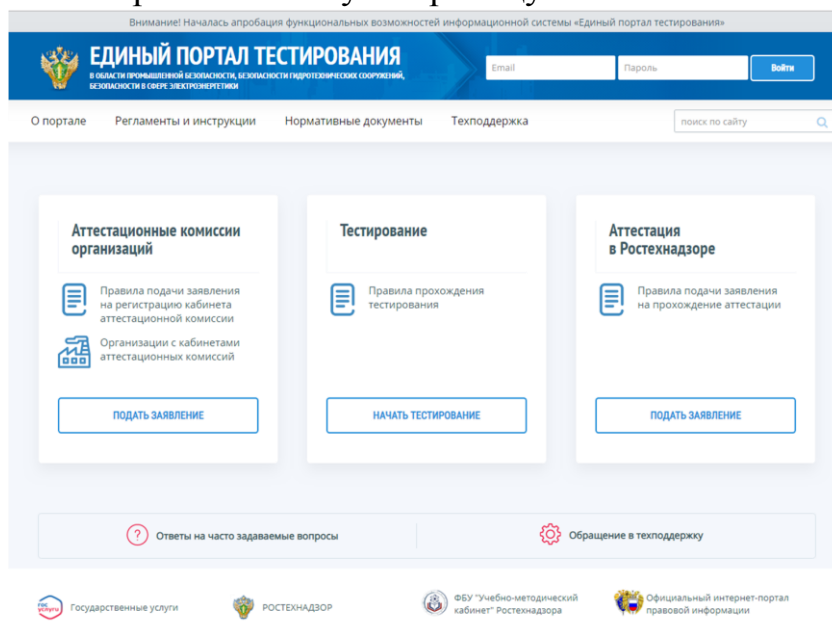 Внимание! Началась апробация функциональных возможностей информационной системы «Единый портал тестирования»
ЕДИНЫЙ ПОРТАЛ ТЕСТИРОВАНИЯ
В ОБЛАСТИ ПРОМЫШЛЕННОЙ БЕЗОПАСНОСТИ, БЕЗОПАСНОСТИ ГИДРОТЕХНИЧЕСКИХ СООРУЖЕНИЙ,
БЕЗОПАСНОСТИ В СФЕРЕ ЭЛЕКТРОЭНЕРГЕТИКИ
Email
Пароль
Войти
О портале
Регламенты и инструкции
Нормативные документы
Техподдержка
поиск по сайту
Аттестационные комиссии
организаций
Правила подачи заявления
на регистрацию кабинета
аттестационной комиссии
Организации с кабинетами
аттестационных комиссий
ПОДАТЬ ЗАЯВЛЕНИЕ
Тестирование
Правила прохождения
тестирования
НАЧАТЬ ТЕСТИРОВАНИЕ
Аттестация
в Ростехнадзоре
Правила подачи заявления
на прохождение аттестации
ПОДАТЬ ЗАЯВЛЕНИЕ
Ответы на часто задаваемые вопросы
Обращение в техподдержку
гос
услуги
Государственные услуги
РОСТЕХНАДЗОР
ФБУ "Учебно-методический
кабинет" Ростехнадзора
Официальный интернет-портал
правовой информации